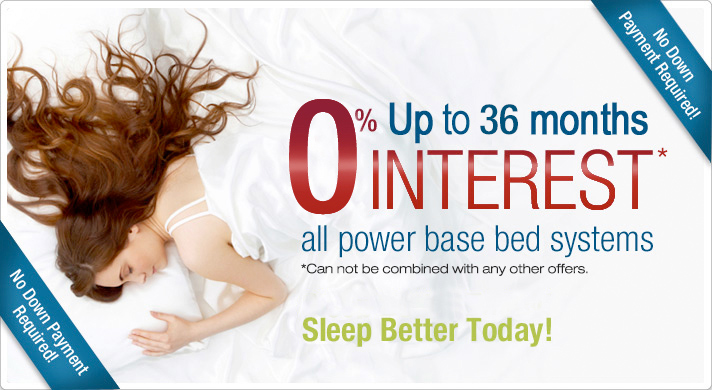 No Down
Payment Required!
0% Up to 36 months
INTEREST*
all power base bed systems
*Can not be combined with any other offers.
Sleep Better Today!
No Down Payment
Required!